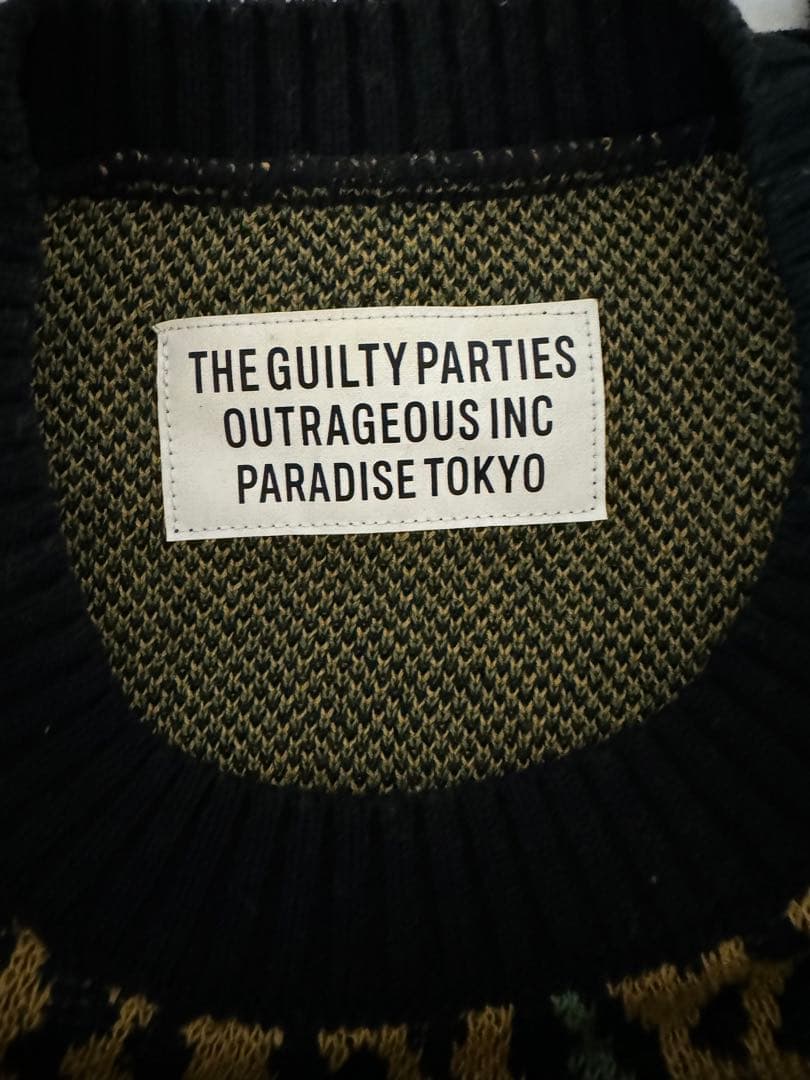 THE GUILTY PARTIES
OUTRAGEOUS INC
PARADISE TOKYO